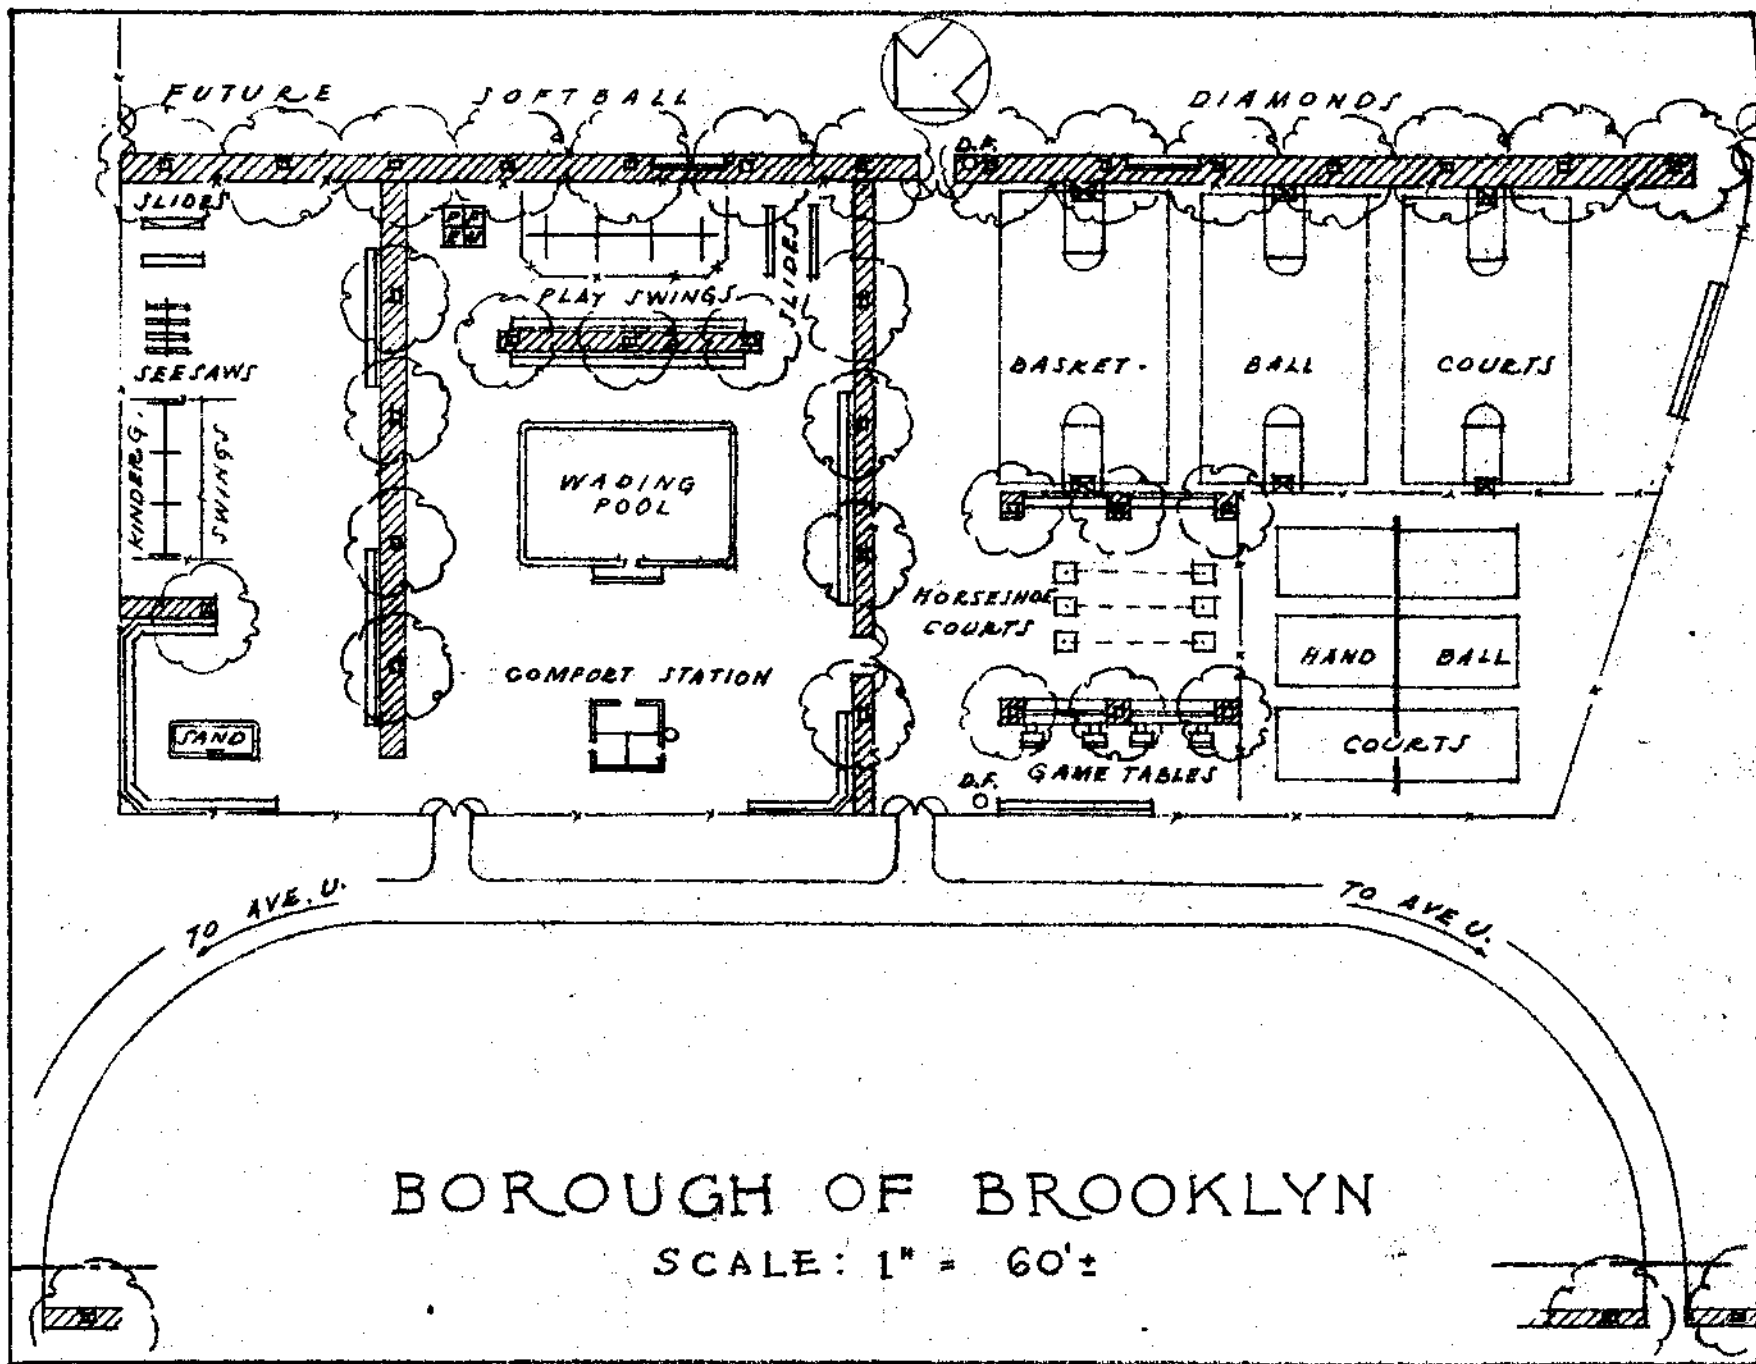 FUTURE SOFTBALL DIAMONDS
D.F.
SLIDES
SLIDES
PLAY SWINGS
SEESAWS
BASKET- BALL COURTS
KINDERG. SWINGS
WADING
POOL
HORSESHOE
COURTS
HAND BALL
COURTS
COMFORT STATION
SAND
GAME TABLES
D.F.
TO AVE. U.
TO AVE U.
BOROUGH OF BROOKLYN
SCALE: 1" = 60'±